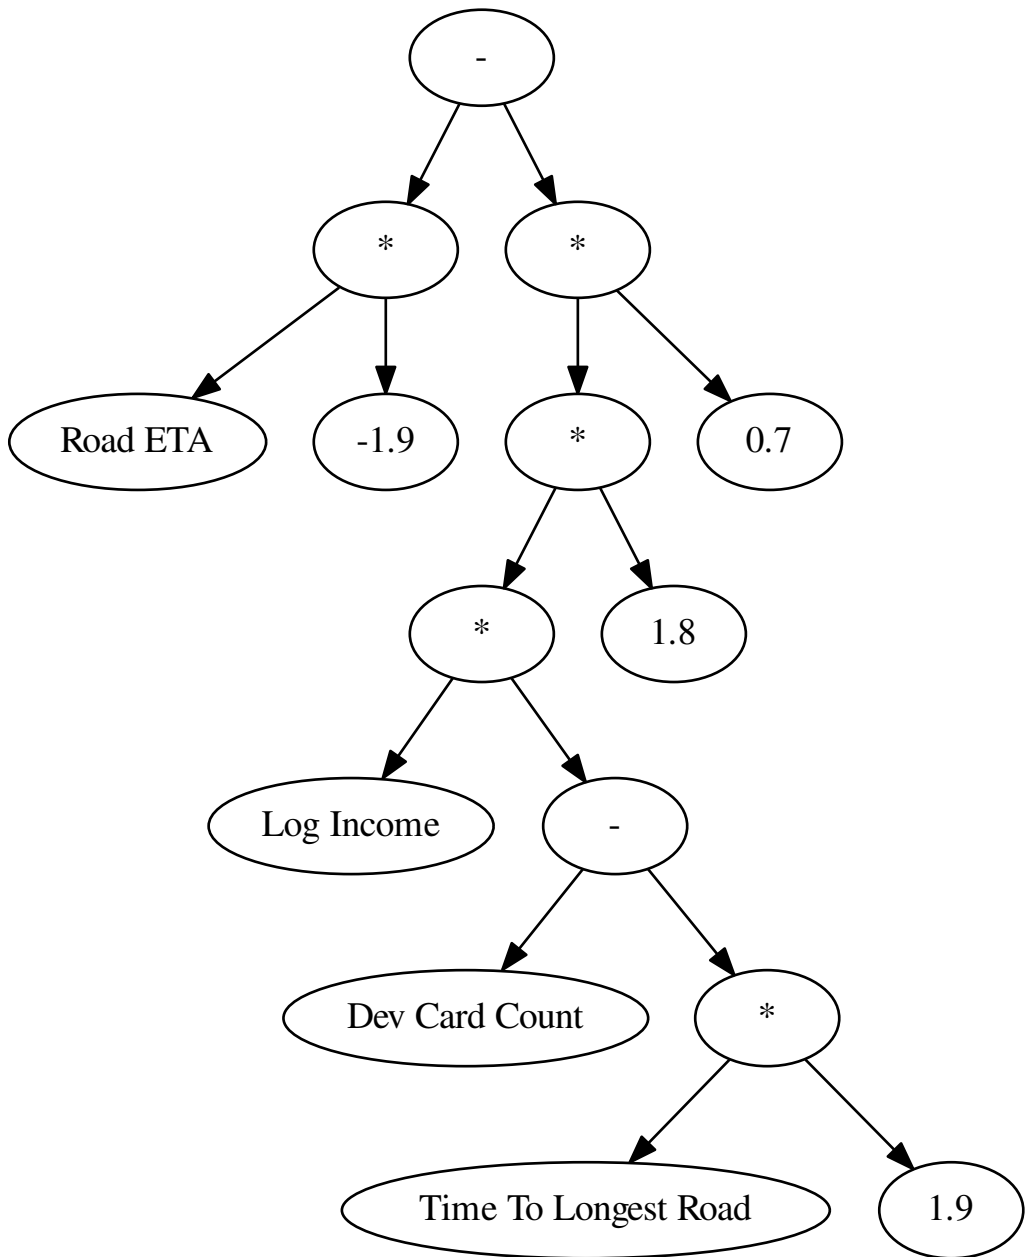 -
*
*
Road ETA
-1.9
*
0.7
*
1.8
Log Income
-
Dev Card Count
*
Time To Longest Road
1.9